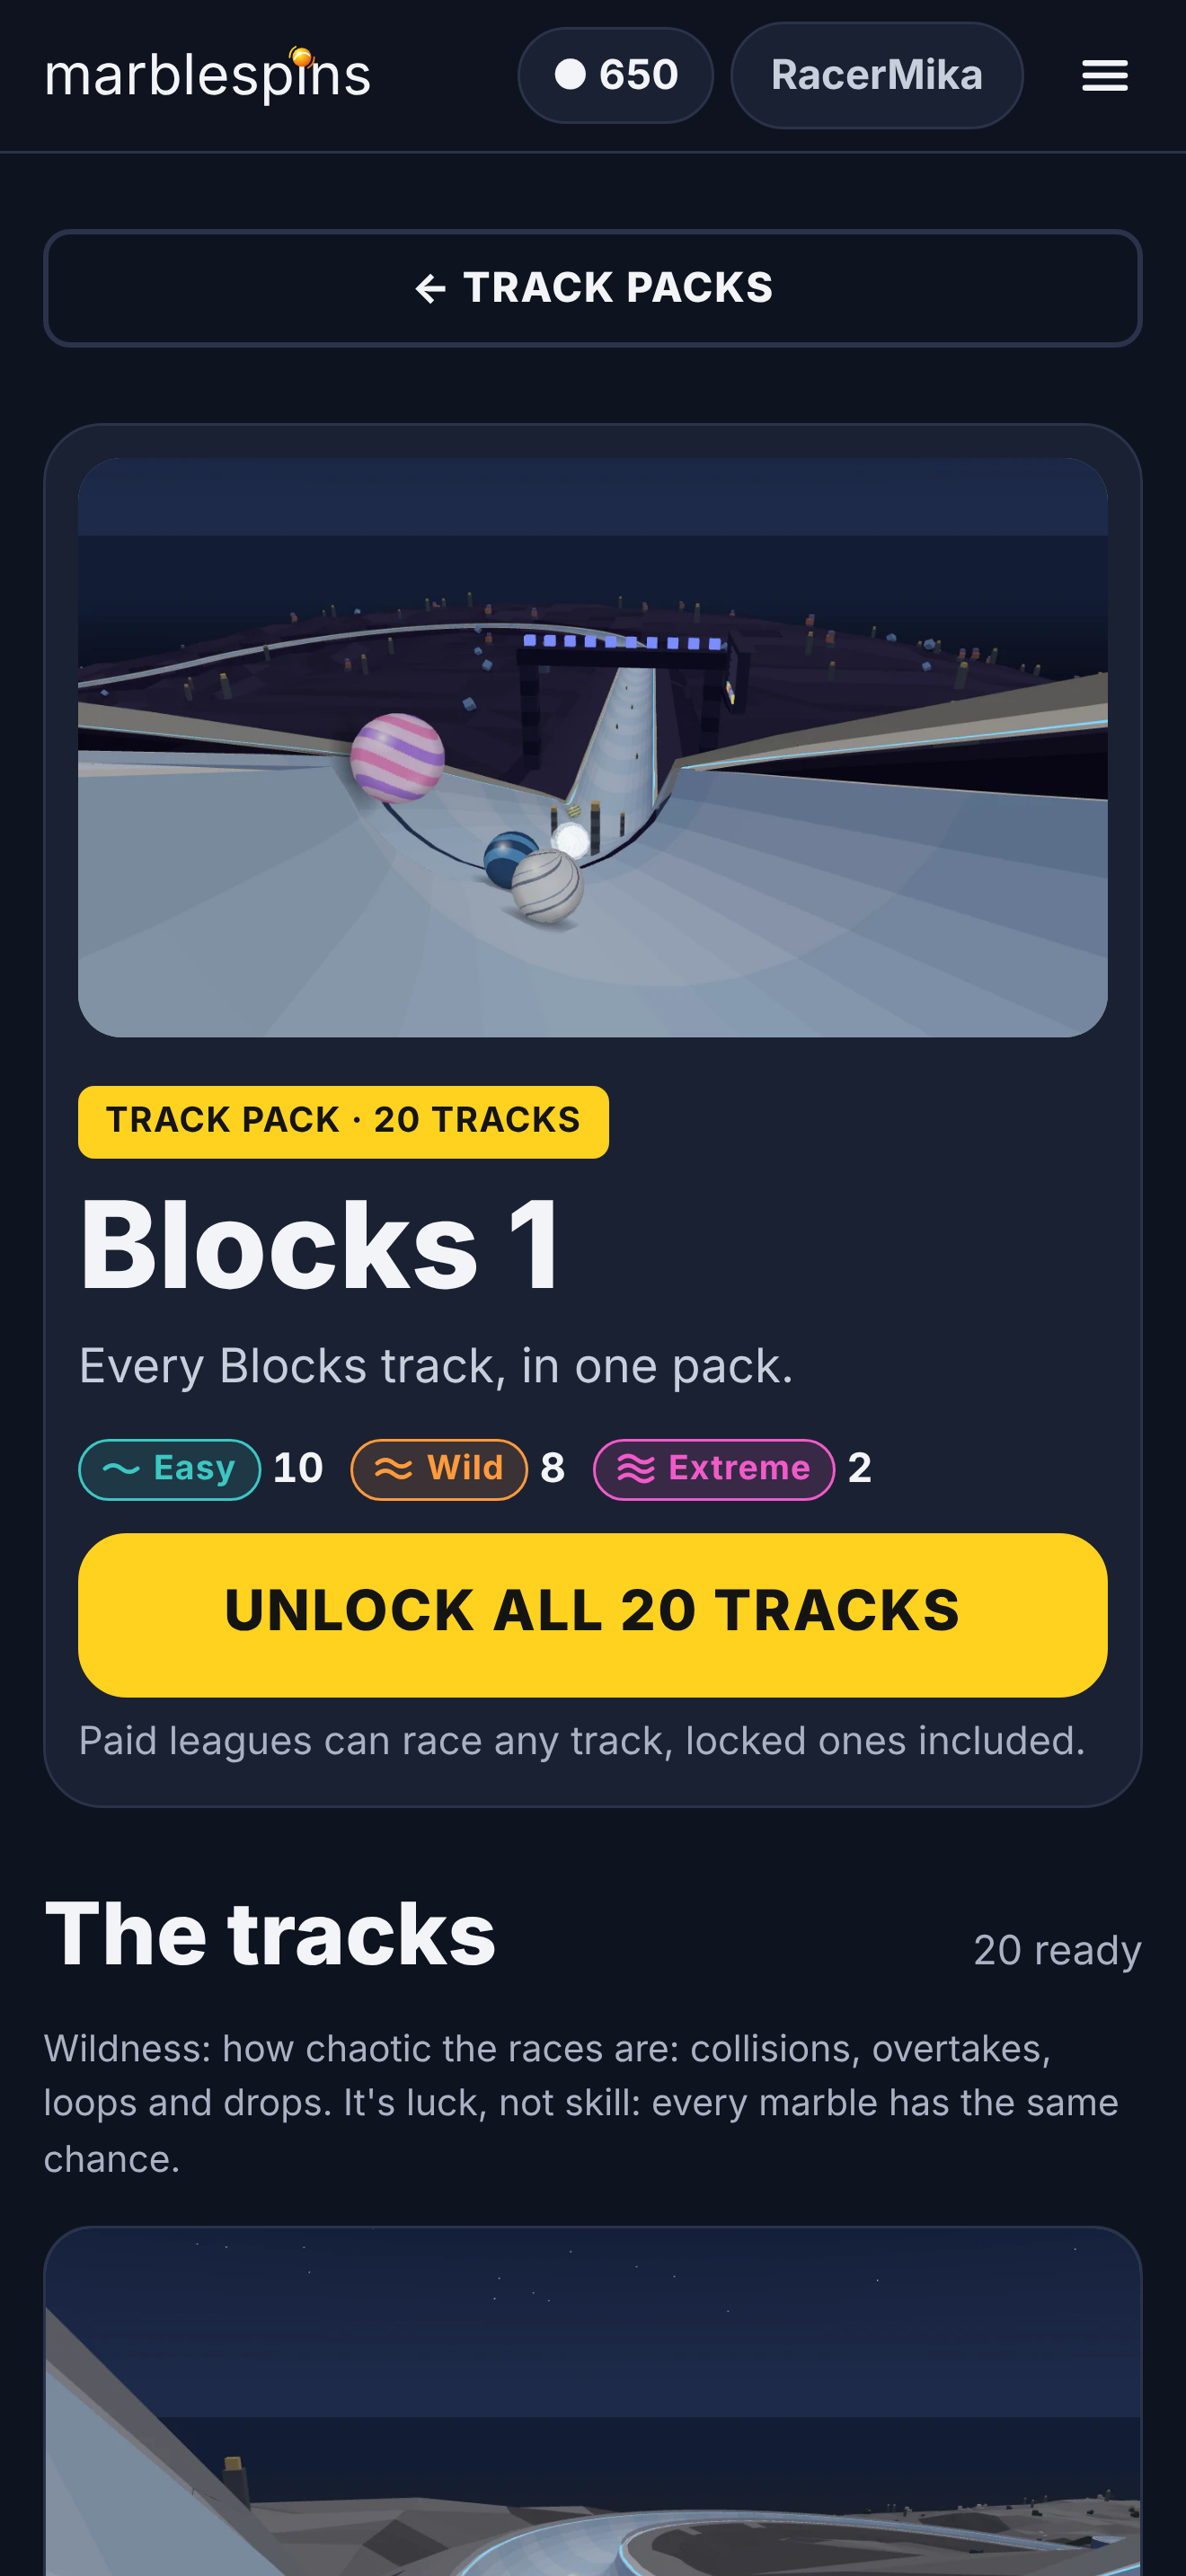 marblespins
650
RacerMika
← TRACK PACKS
TRACK PACK · 20 TRACKS
Blocks 1
Every Blocks track, in one pack.
Easy 10 Wild 8 Extreme 2
UNLOCK ALL 20 TRACKS
Paid leagues can race any track, locked ones included.
The tracks
20 ready
Wildness: how chaotic the races are: collisions, overtakes,
loops and drops. It's luck, not skill: every marble has the same
chance.